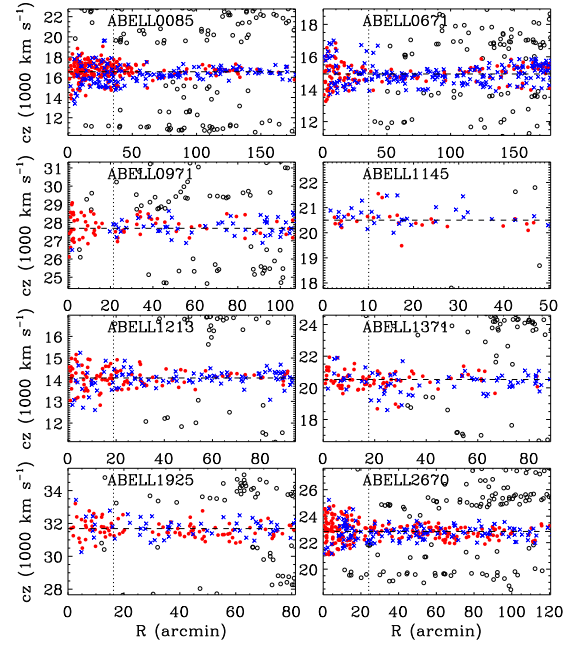 ABELL0085
ABELL0671
cz (1000 km s⁻¹)
22
20
18
16
14
12
18
16
14
12
0 50 100 150
0 50 100 150
ABELL0971
ABELL1145
cz (1000 km s⁻¹)
31
30
29
28
27
26
25
22
21
20
19
18
0 20 40 60 80 100
0 10 20 30 40 50
ABELL1213
ABELL1371
cz (1000 km s⁻¹)
16
15
14
13
12
24
22
20
18
0 20 40 60 80
0 20 40 60 80
ABELL1925
ABELL2670
cz (1000 km s⁻¹)
34
32
30
28
26
24
22
20
0 20 40 60 80
0 20 40 60 80 100 120
R (arcmin)
R (arcmin)